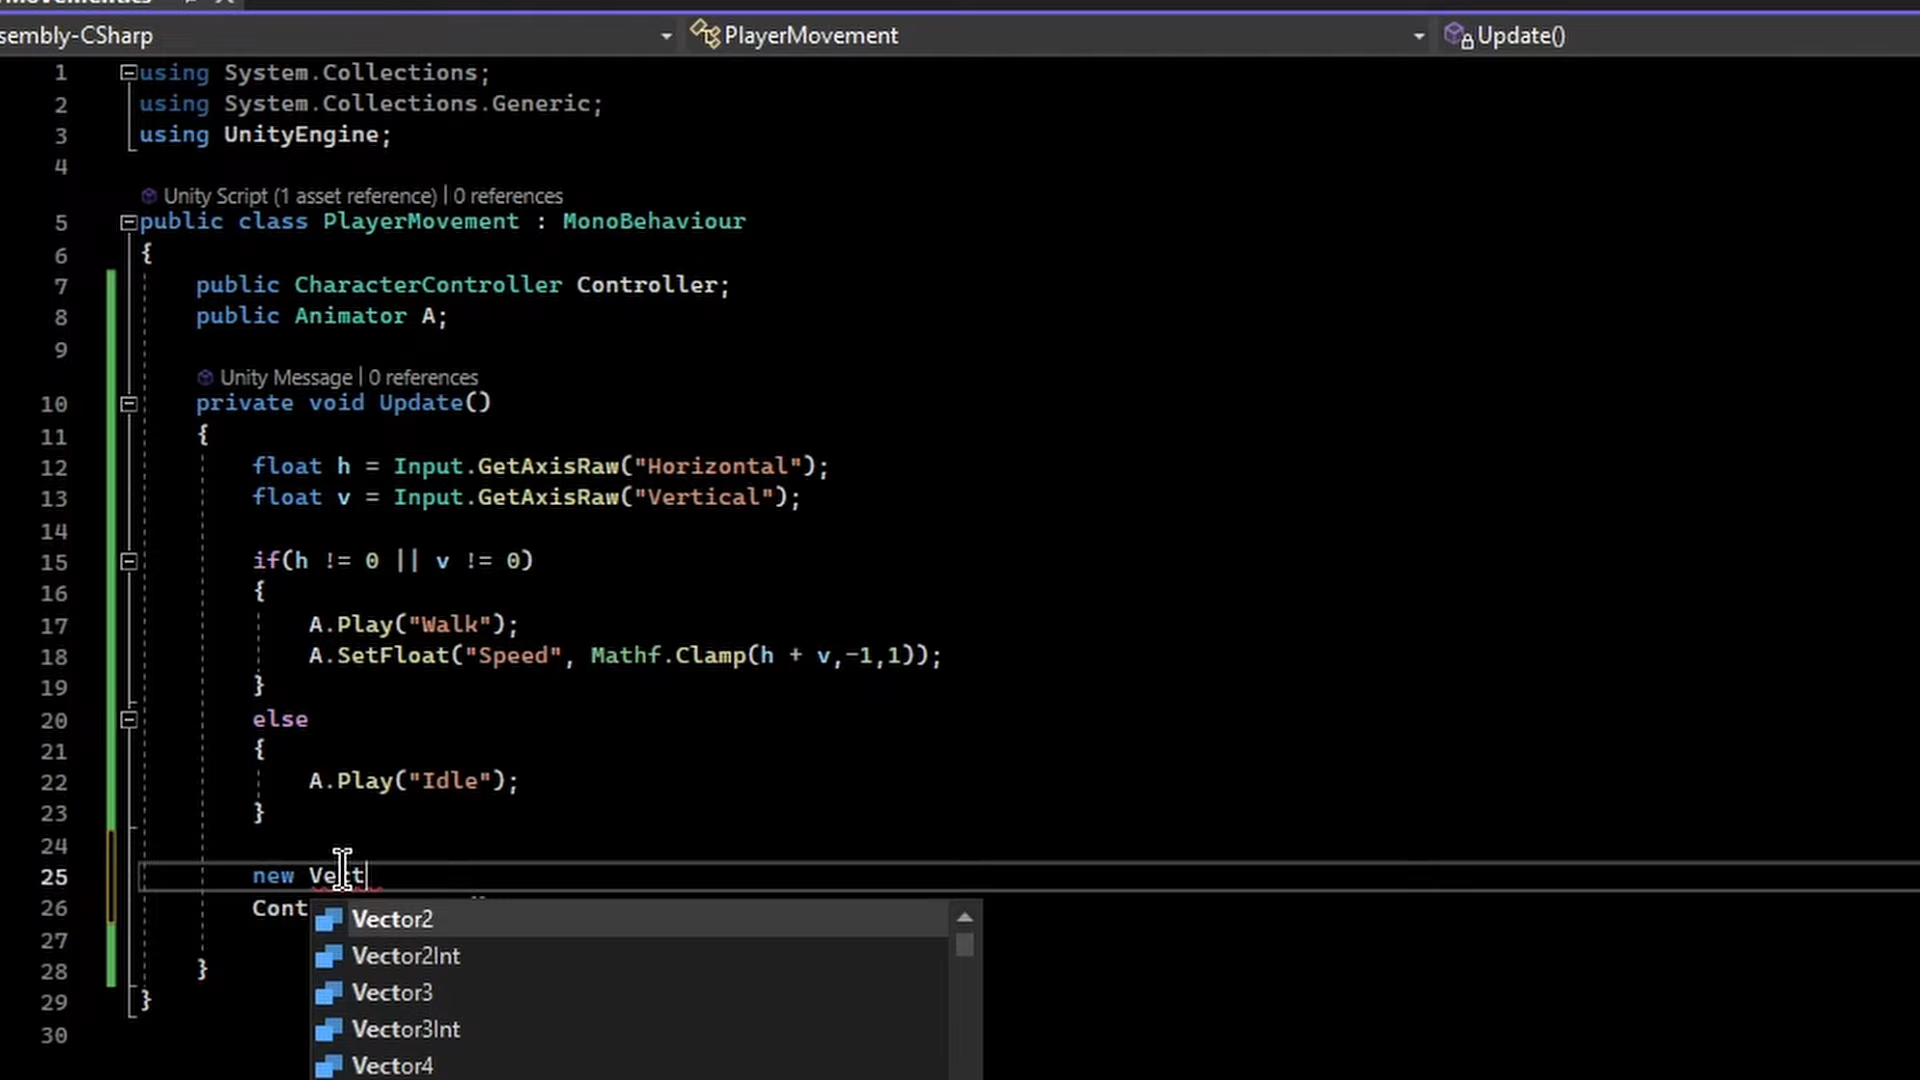 sembly-CSharp PlayerMovement Update()
1 using System.Collections;
2 using System.Collections.Generic;
3 using UnityEngine;
4
Unity Script (1 asset reference) | 0 references
5 public class PlayerMovement : MonoBehaviour
6 {
7 public CharacterController Controller;
8 public Animator A;
9
Unity Message | 0 references
10 private void Update()
11 {
12 float h = Input.GetAxisRaw("Horizontal");
13 float v = Input.GetAxisRaw("Vertical");
14
15 if(h != 0 || v != 0)
16 {
17 A.Play("Walk");
18 A.SetFloat("Speed", Mathf.Clamp(h + v,-1,1));
19 }
20 else
21 {
22 A.Play("Idle");
23 }
24
25 new Vect
26 Cont
Vector2
27
Vector2Int
28 }
Vector3
29 }
Vector3Int
30
Vector4